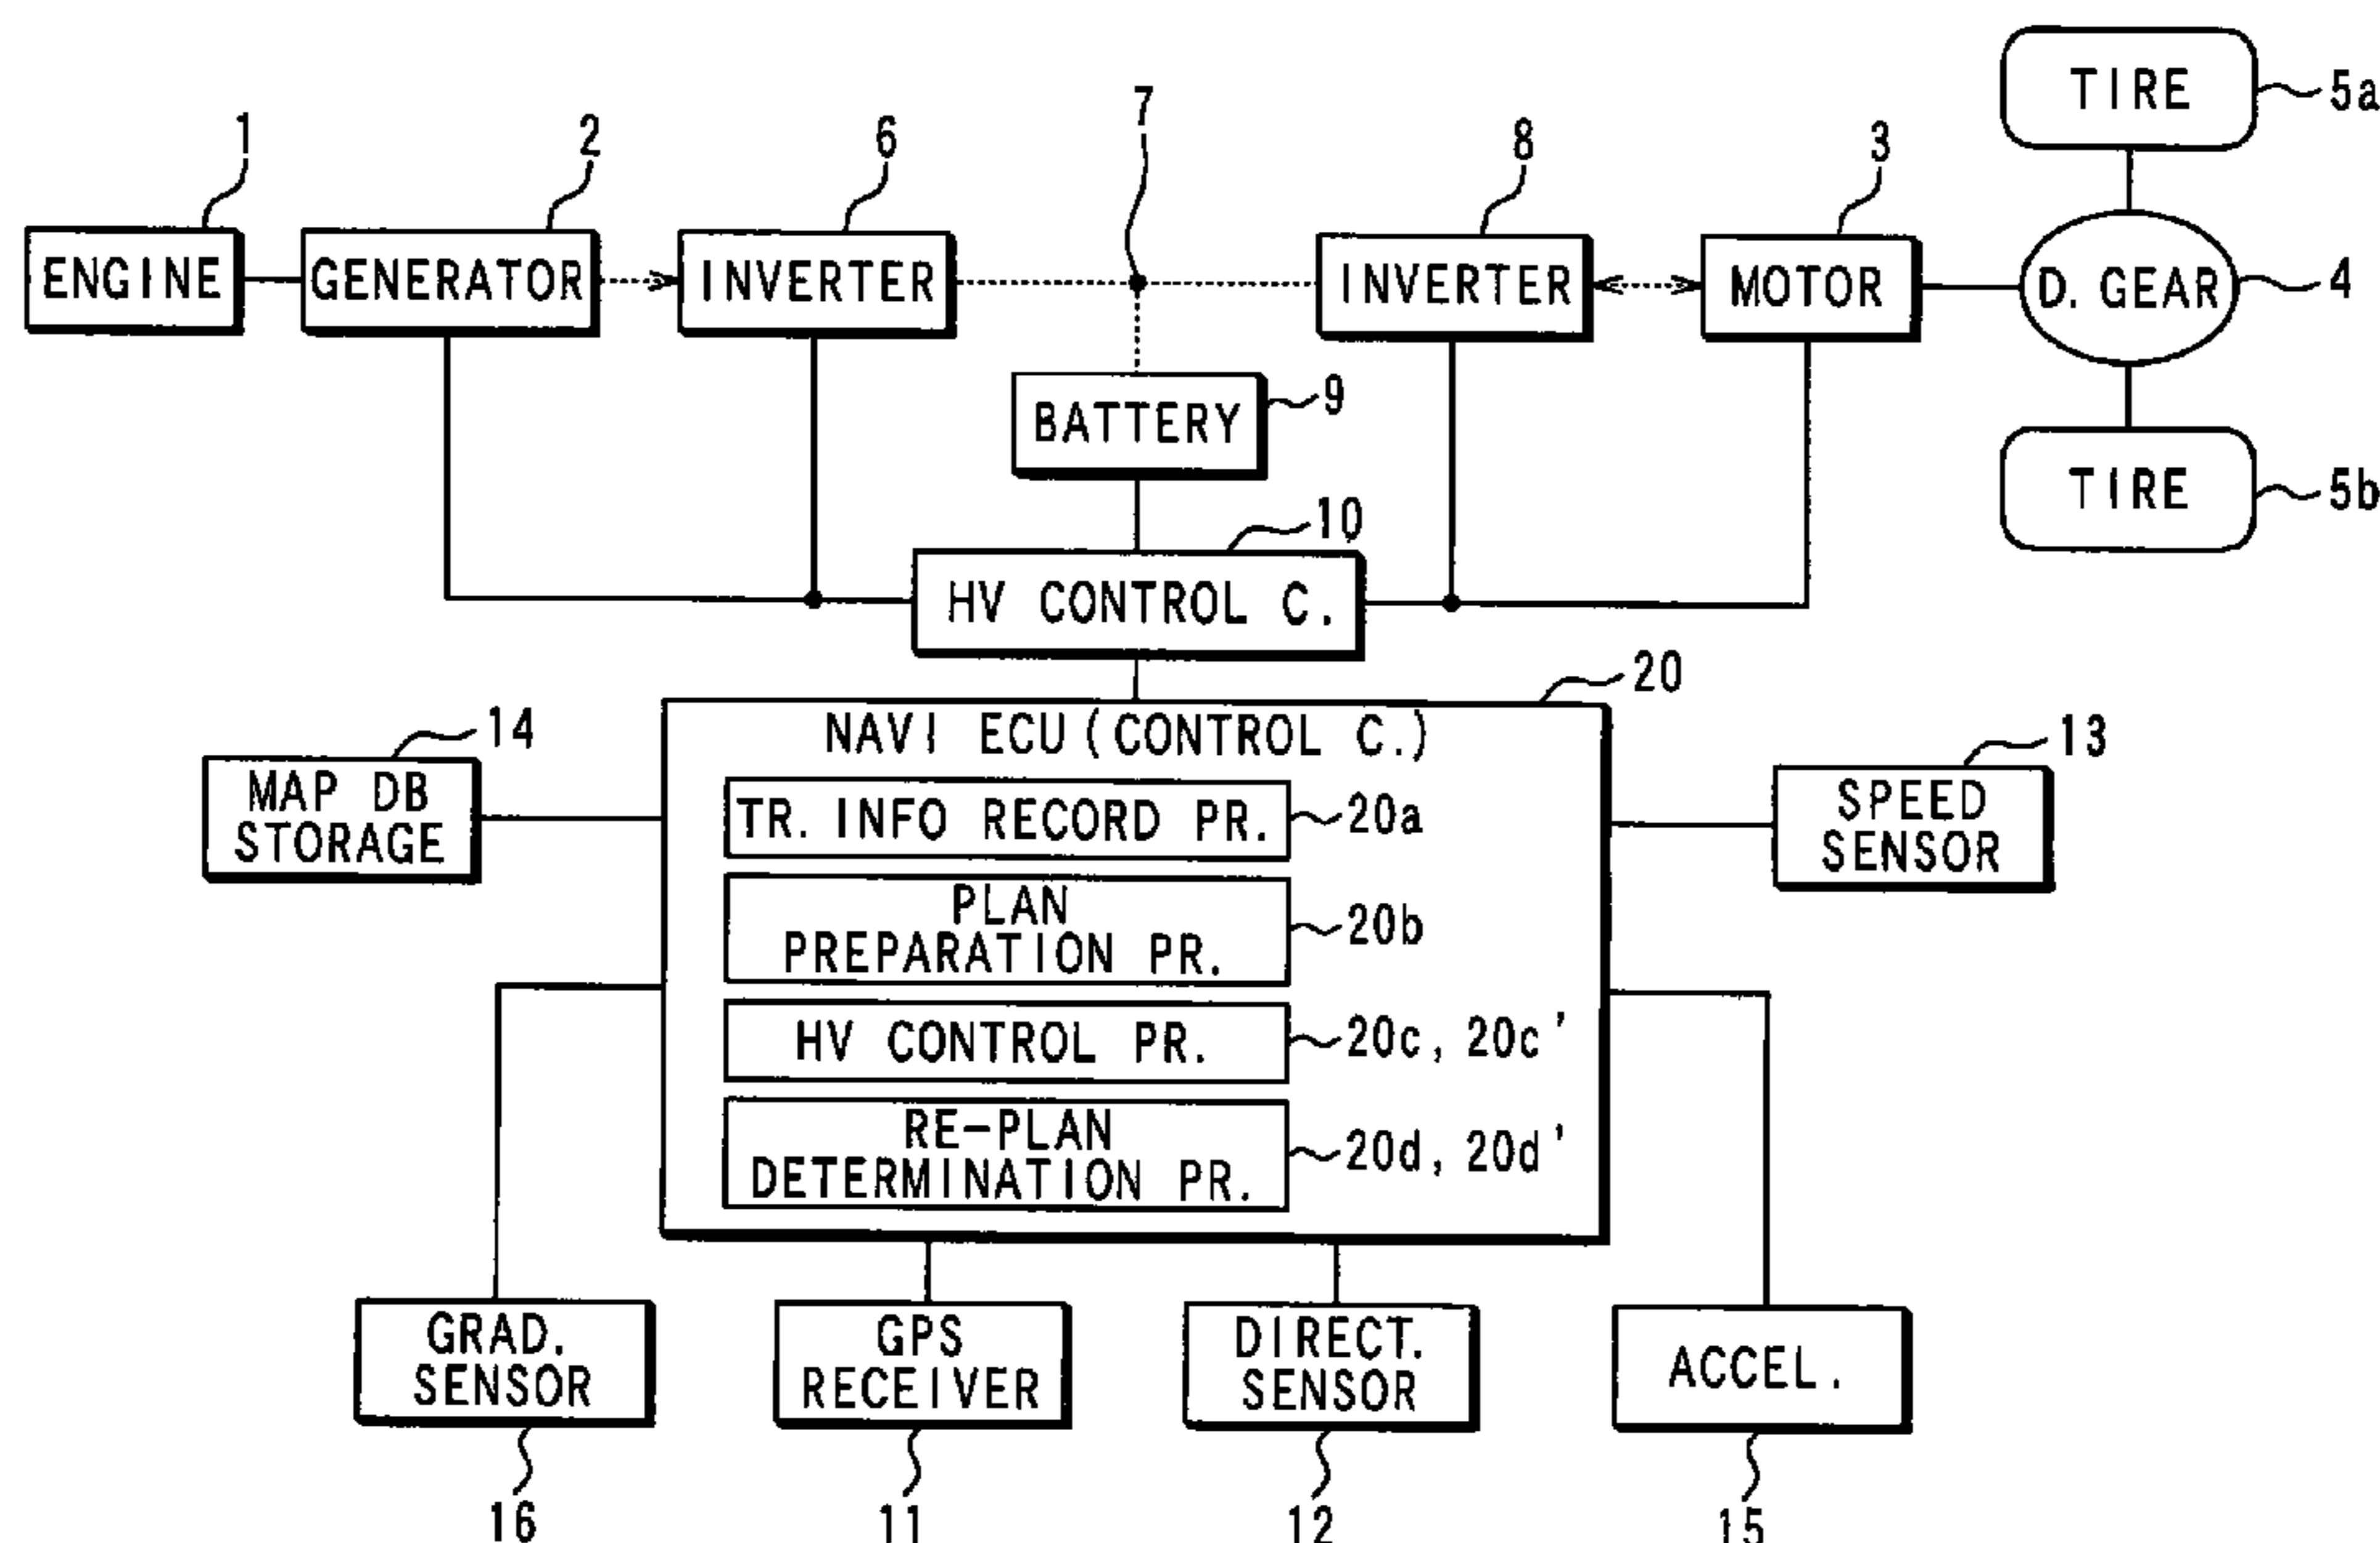 TIRE
5a
7
1
2
6
8
3
ENGINE
GENERATOR
INVERTER
INVERTER
MOTOR
D. GEAR
4
BATTERY
9
TIRE
5b
10
HV CONTROL C.
20
NAVI ECU (CONTROL C.)
14
MAP DB
STORAGE
13
SPEED
SENSOR
TR. INFO RECORD PR.
20a
PLAN
PREPARATION PR.
20b
HV CONTROL PR.
20c, 20c'
RE-PLAN
DETERMINATION PR.
20d, 20d'
GRAD.
SENSOR
GPS
RECEIVER
DIRECT.
SENSOR
ACCEL.
16
11
12
15